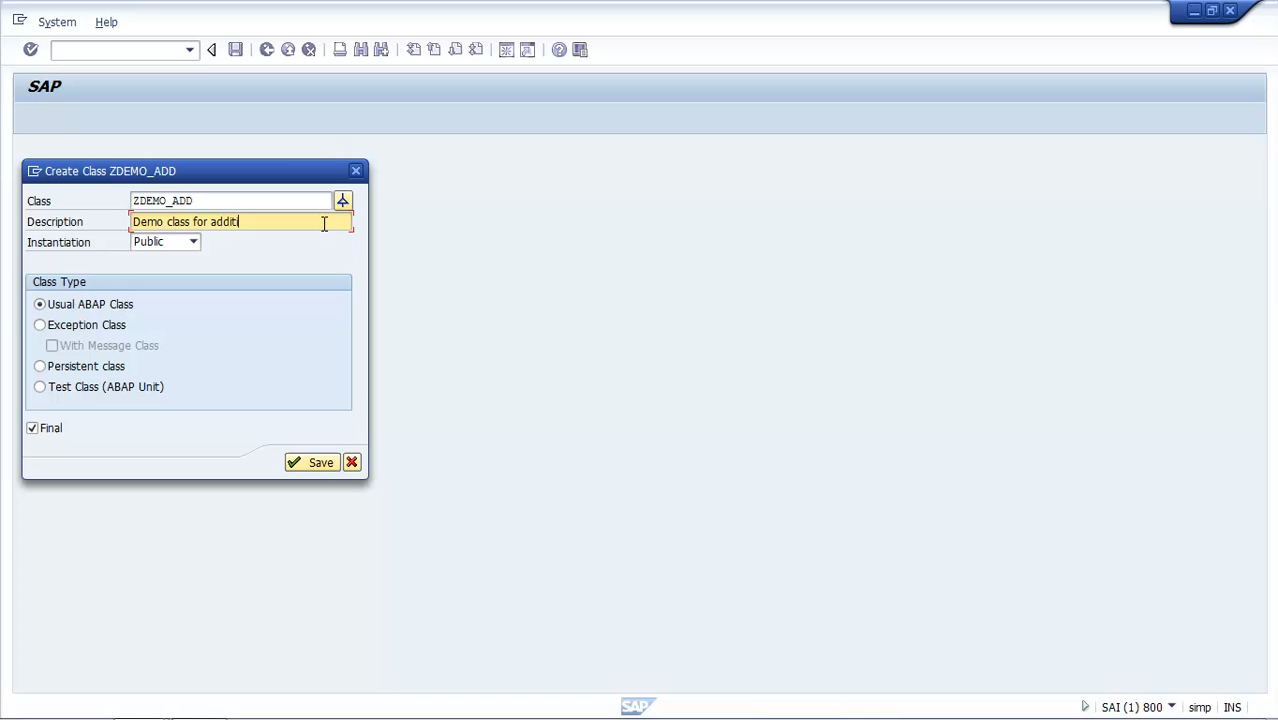 System Help
SAP
Create Class ZDEMO_ADD
Class ZDEMO_ADD
Description Demo class for additi
Instantiation Public
Class Type
Usual ABAP Class
Exception Class
With Message Class
Persistent class
Test Class (ABAP Unit)
Final
Save
SAP SAI (1) 800 simp INS